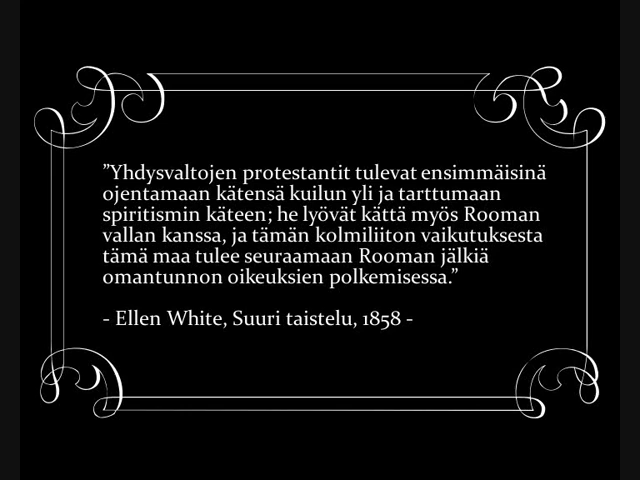 ”Yhdysvaltojen protestantit tulevat ensimmäisinä
ojentamaan kätensä kuilun yli ja tarttumaan
spiritismin käteen; he lyövät kättä myös Rooman
vallan kanssa, ja tämän kolmiliiton vaikutuksesta
tämä maa tulee seuraamaan Rooman jälkiä
omantunnon oikeuksien polkemisessa.”
- Ellen White, Suuri taistelu, 1858 -